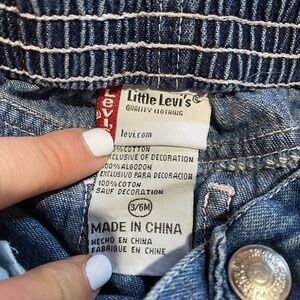 Levi's
Little Levi's®
QUALITY CLOTHING
levi.com
% COTTON
EXCLUSIVE OF DECORATION
100% ALGODON
EXCLUSIVO PARA DECORACION
100% COTON
SAUF DECORATION
3/6M
MADE IN CHINA
HECHO EN CHINA
FABRIQUE EN CHINE